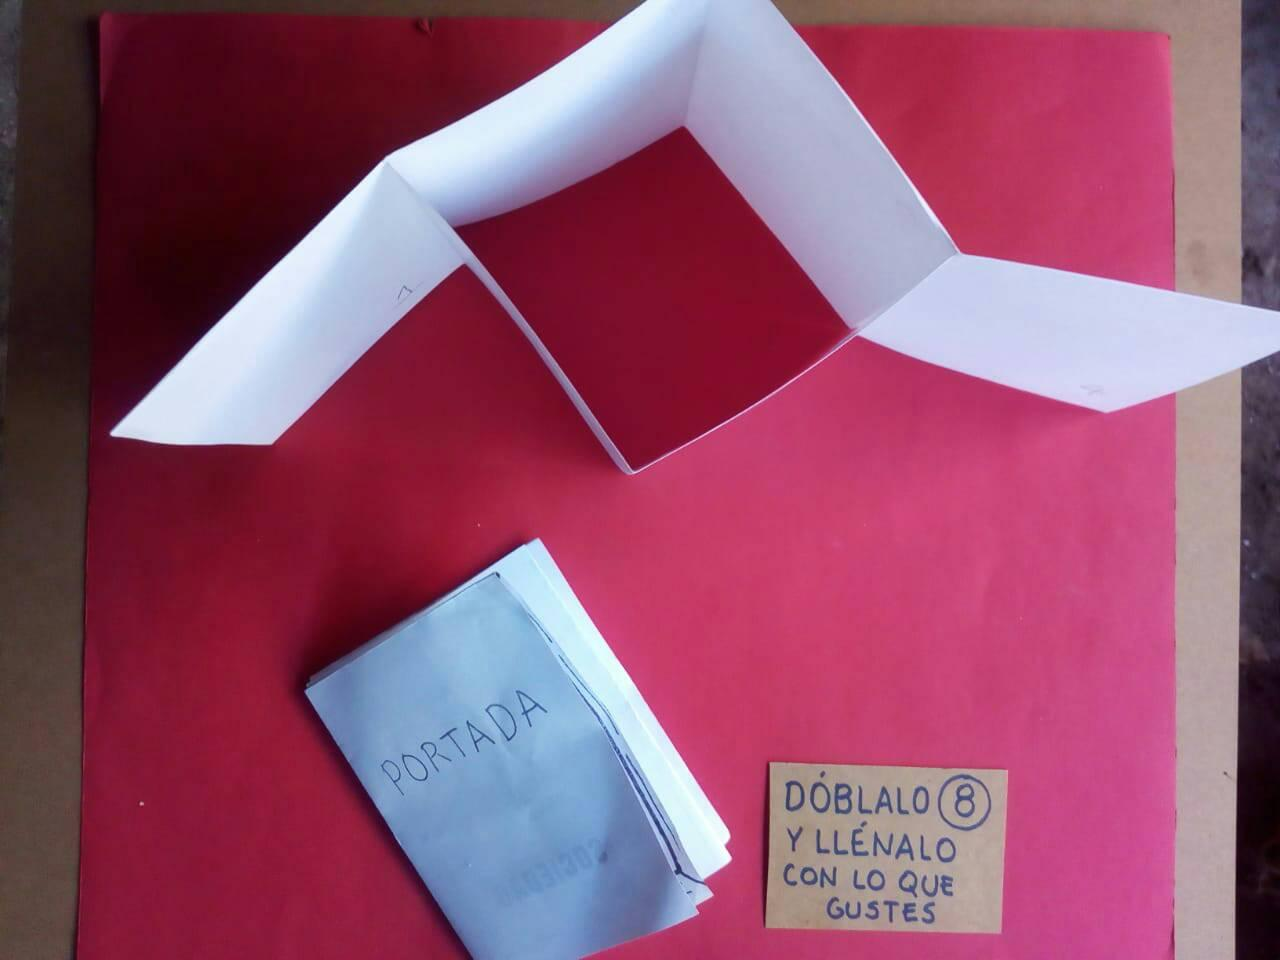 PORTADA
DÓBLALO 8
Y LLÉNALO
CON LO QUE
GUSTES